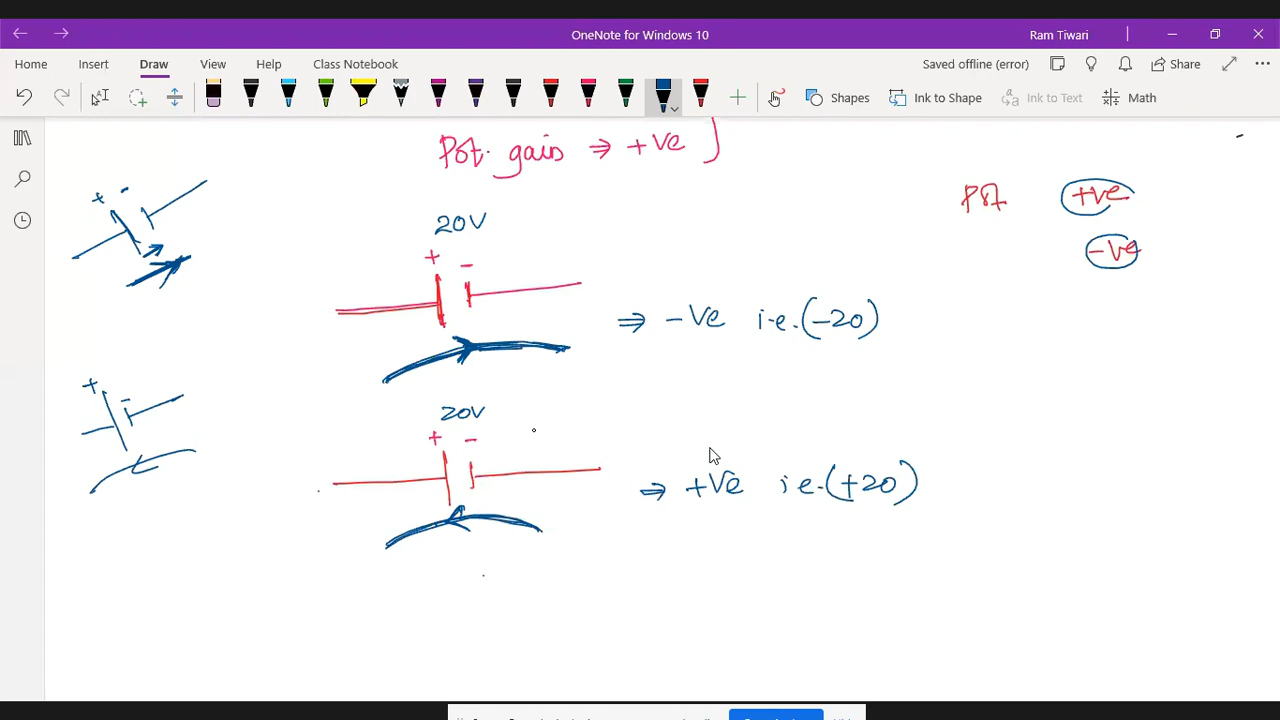 OneNote for Windows 10
Ram Tiwari
Home Insert Draw View Help Class Notebook
Saved offline (error)
Share
Shapes
Ink to Shape
Ink to Text
Math
Pot. gain ⇒ +ve
+ -
20V
+ -
⇒ -Ve i.e.(-20)
Pot +ve
-ve
+ -
20V
+ -
⇒ +Ve i.e.(+20)